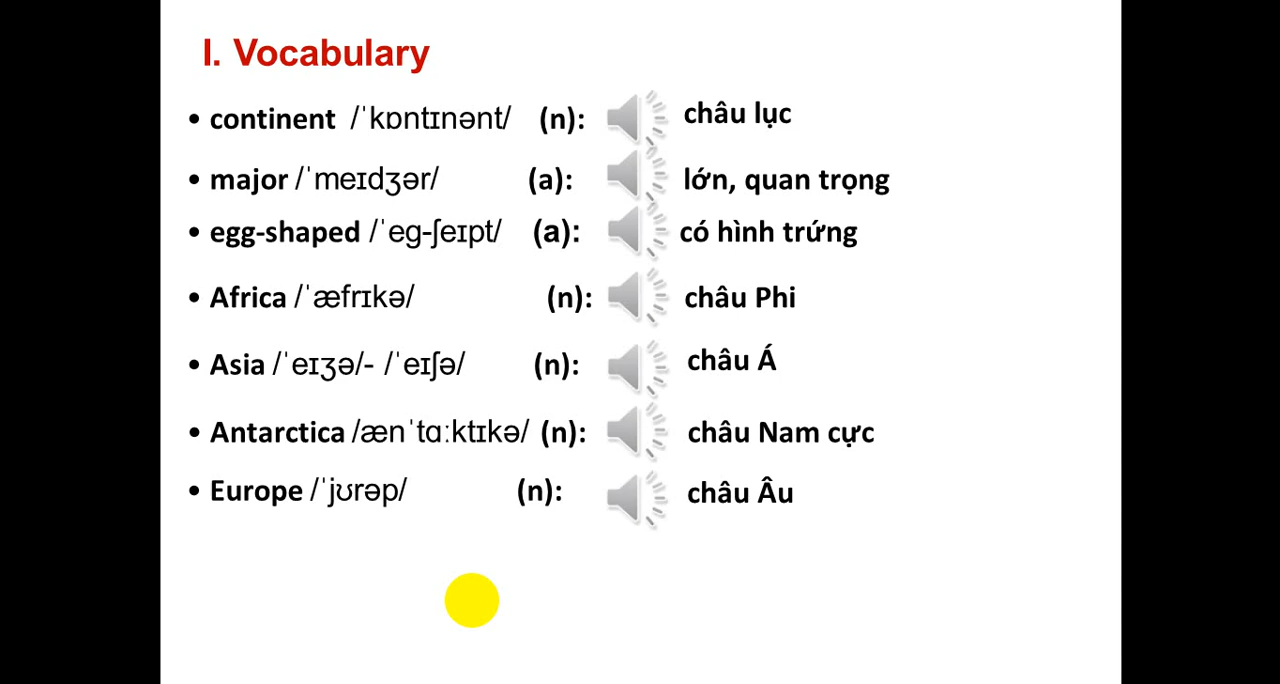 I. Vocabulary
• continent /ˈkɒntɪnənt/ (n): châu lục
• major /ˈmeɪdʒər/ (a): lớn, quan trọng
• egg-shaped /ˈeg-ʃeɪpt/ (a): có hình trứng
• Africa /ˈæfrɪkə/ (n): châu Phi
• Asia /ˈeɪʒə/- /ˈeɪʃə/ (n): châu Á
• Antarctica /ænˈtɑːktɪkə/ (n): châu Nam cực
• Europe /ˈjʊrəp/ (n): châu Âu